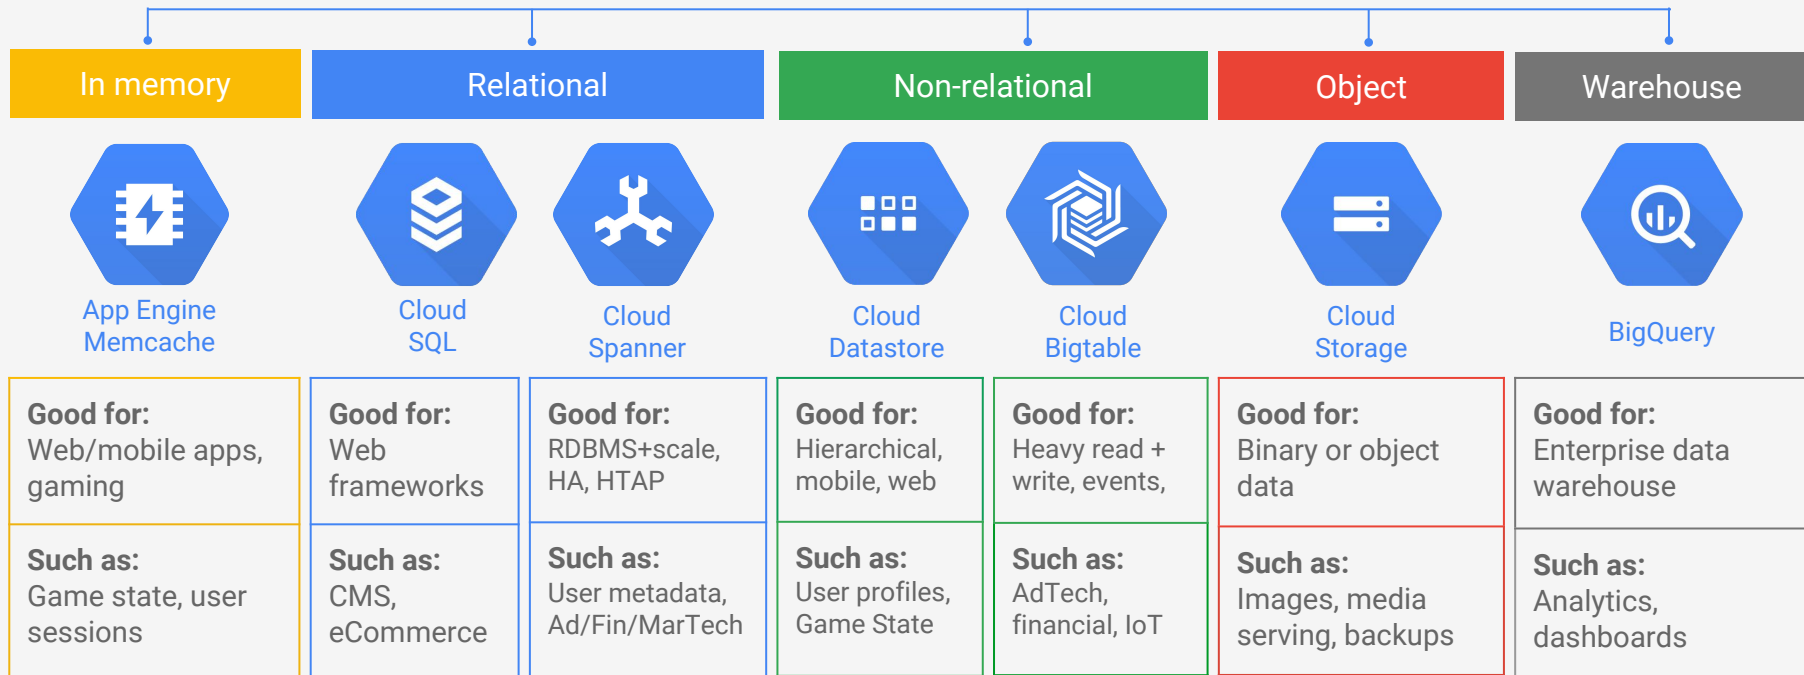 In memory
Relational
Non-relational
Object
Warehouse
App Engine
Memcache
Cloud
SQL
Cloud
Spanner
Cloud
Datastore
Cloud
Bigtable
Cloud
Storage
BigQuery
Good for:
Web/mobile apps,
gaming
Good for:
Web
frameworks
Good for:
RDBMS+scale,
HA, HTAP
Good for:
Hierarchical,
mobile, web
Good for:
Heavy read +
write, events,
Good for:
Binary or object
data
Good for:
Enterprise data
warehouse
Such as:
Game state, user
sessions
Such as:
CMS,
eCommerce
Such as:
User metadata,
Ad/Fin/MarTech
Such as:
User profiles,
Game State
Such as:
AdTech,
financial, IoT
Such as:
Images, media
serving, backups
Such as:
Analytics,
dashboards